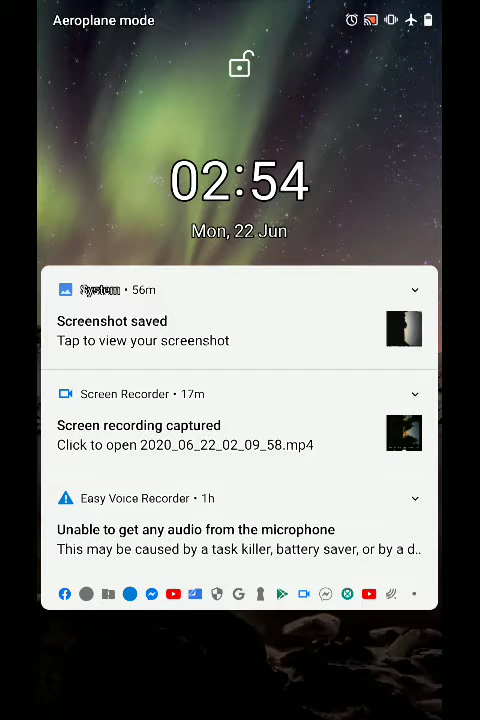 Aeroplane mode
02:54
Mon, 22 Jun
System • 56m
Screenshot saved
Tap to view your screenshot
Screen Recorder • 17m
Screen recording captured
Click to open 2020_06_22_02_09_58.mp4
Easy Voice Recorder • 1h
Unable to get any audio from the microphone
This may be caused by a task killer, battery saver, or by a d..